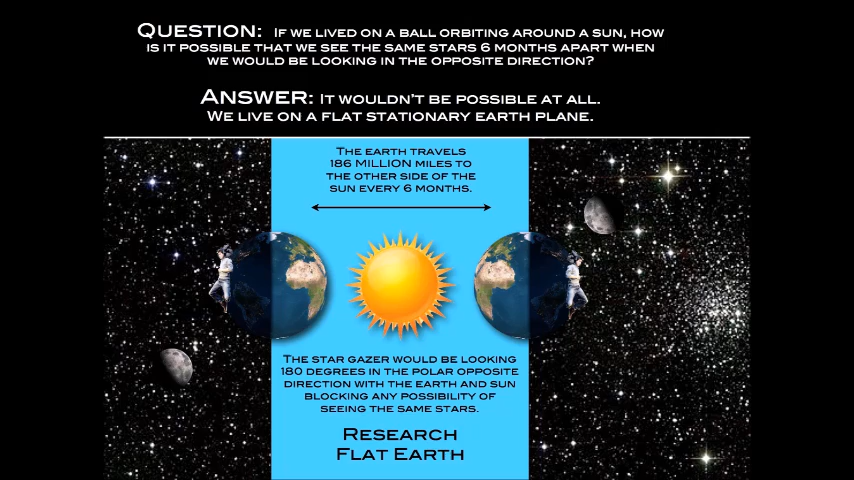 QUESTION: IF WE LIVED ON A BALL ORBITING AROUND A SUN, HOW
IS IT POSSIBLE THAT WE SEE THE SAME STARS 6 MONTHS APART WHEN
WE WOULD BE LOOKING IN THE OPPOSITE DIRECTION?
ANSWER: IT WOULDN'T BE POSSIBLE AT ALL.
WE LIVE ON A FLAT STATIONARY EARTH PLANE.
THE EARTH TRAVELS
186 MILLION MILES TO
THE OTHER SIDE OF THE
SUN EVERY 6 MONTHS.
THE STAR GAZER WOULD BE LOOKING
180 DEGREES IN THE POLAR OPPOSITE
DIRECTION WITH THE EARTH AND SUN
BLOCKING ANY POSSIBILITY OF
SEEING THE SAME STARS.
RESEARCH
FLAT EARTH